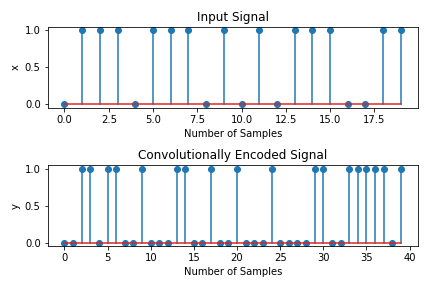 Input Signal
1.0
0.5
0.0
x
0.0 2.5 5.0 7.5 10.0 12.5 15.0 17.5
Number of Samples
Convolutionally Encoded Signal
1.0
0.5
0.0
y
0 5 10 15 20 25 30 35 40
Number of Samples